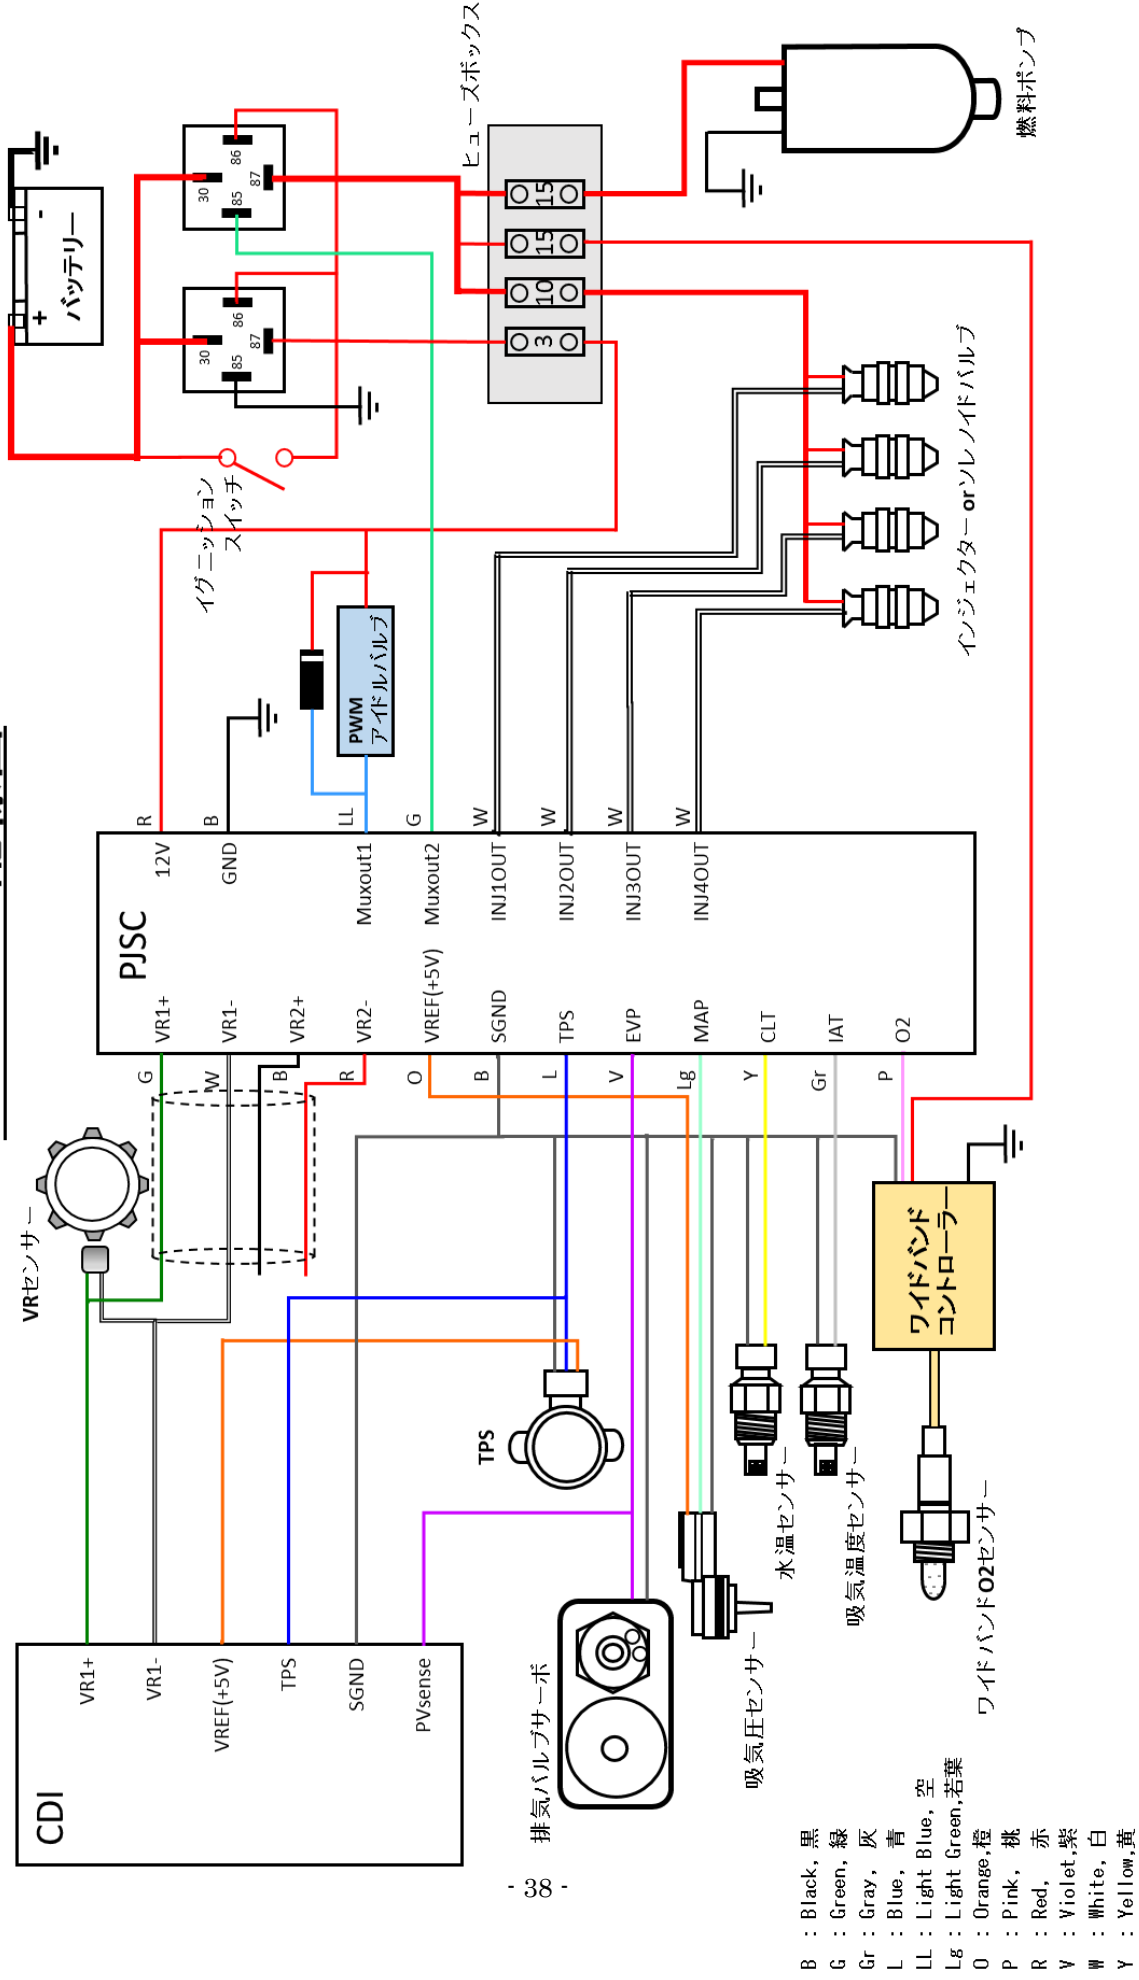 バッテリー
+
-
30
85
86
87
30
85
86
87
イグニッション
スイッチ
ヒューズボックス
3
10
15
15
燃料ポンプ
PWM
アイドルバルブ
インジェクターorソレノイドバルブ
R
B
LL
G
W
W
W
W
12V
GND
Muxout1
Muxout2
INJ1OUT
INJ2OUT
INJ3OUT
INJ4OUT
PJSC
VR1+
VR1-
VR2+
VR2-
VREF(+5V)
SGND
TPS
EVP
MAP
CLT
IAT
O2
G
W
B
R
O
B
L
V
Lg
Y
Gr
P
VRセンサー
TPS
ワイドバンド
コントローラー
水温センサー
吸気温度センサー
ワイドバンドO2センサー
吸気圧センサー
排気バルブサーボ
CDI
VR1+
VR1-
VREF(+5V)
TPS
SGND
PVsense
B : Black, 黒
G : Green, 緑
Gr : Gray, 灰
L : Blue, 青
LL : Light Blue, 空
Lg : Light Green,若葉
O : Orange,橙
P : Pink, 桃
R : Red, 赤
V : Violet,紫
W : White, 白
Y : Yellow,黄
- 38 -